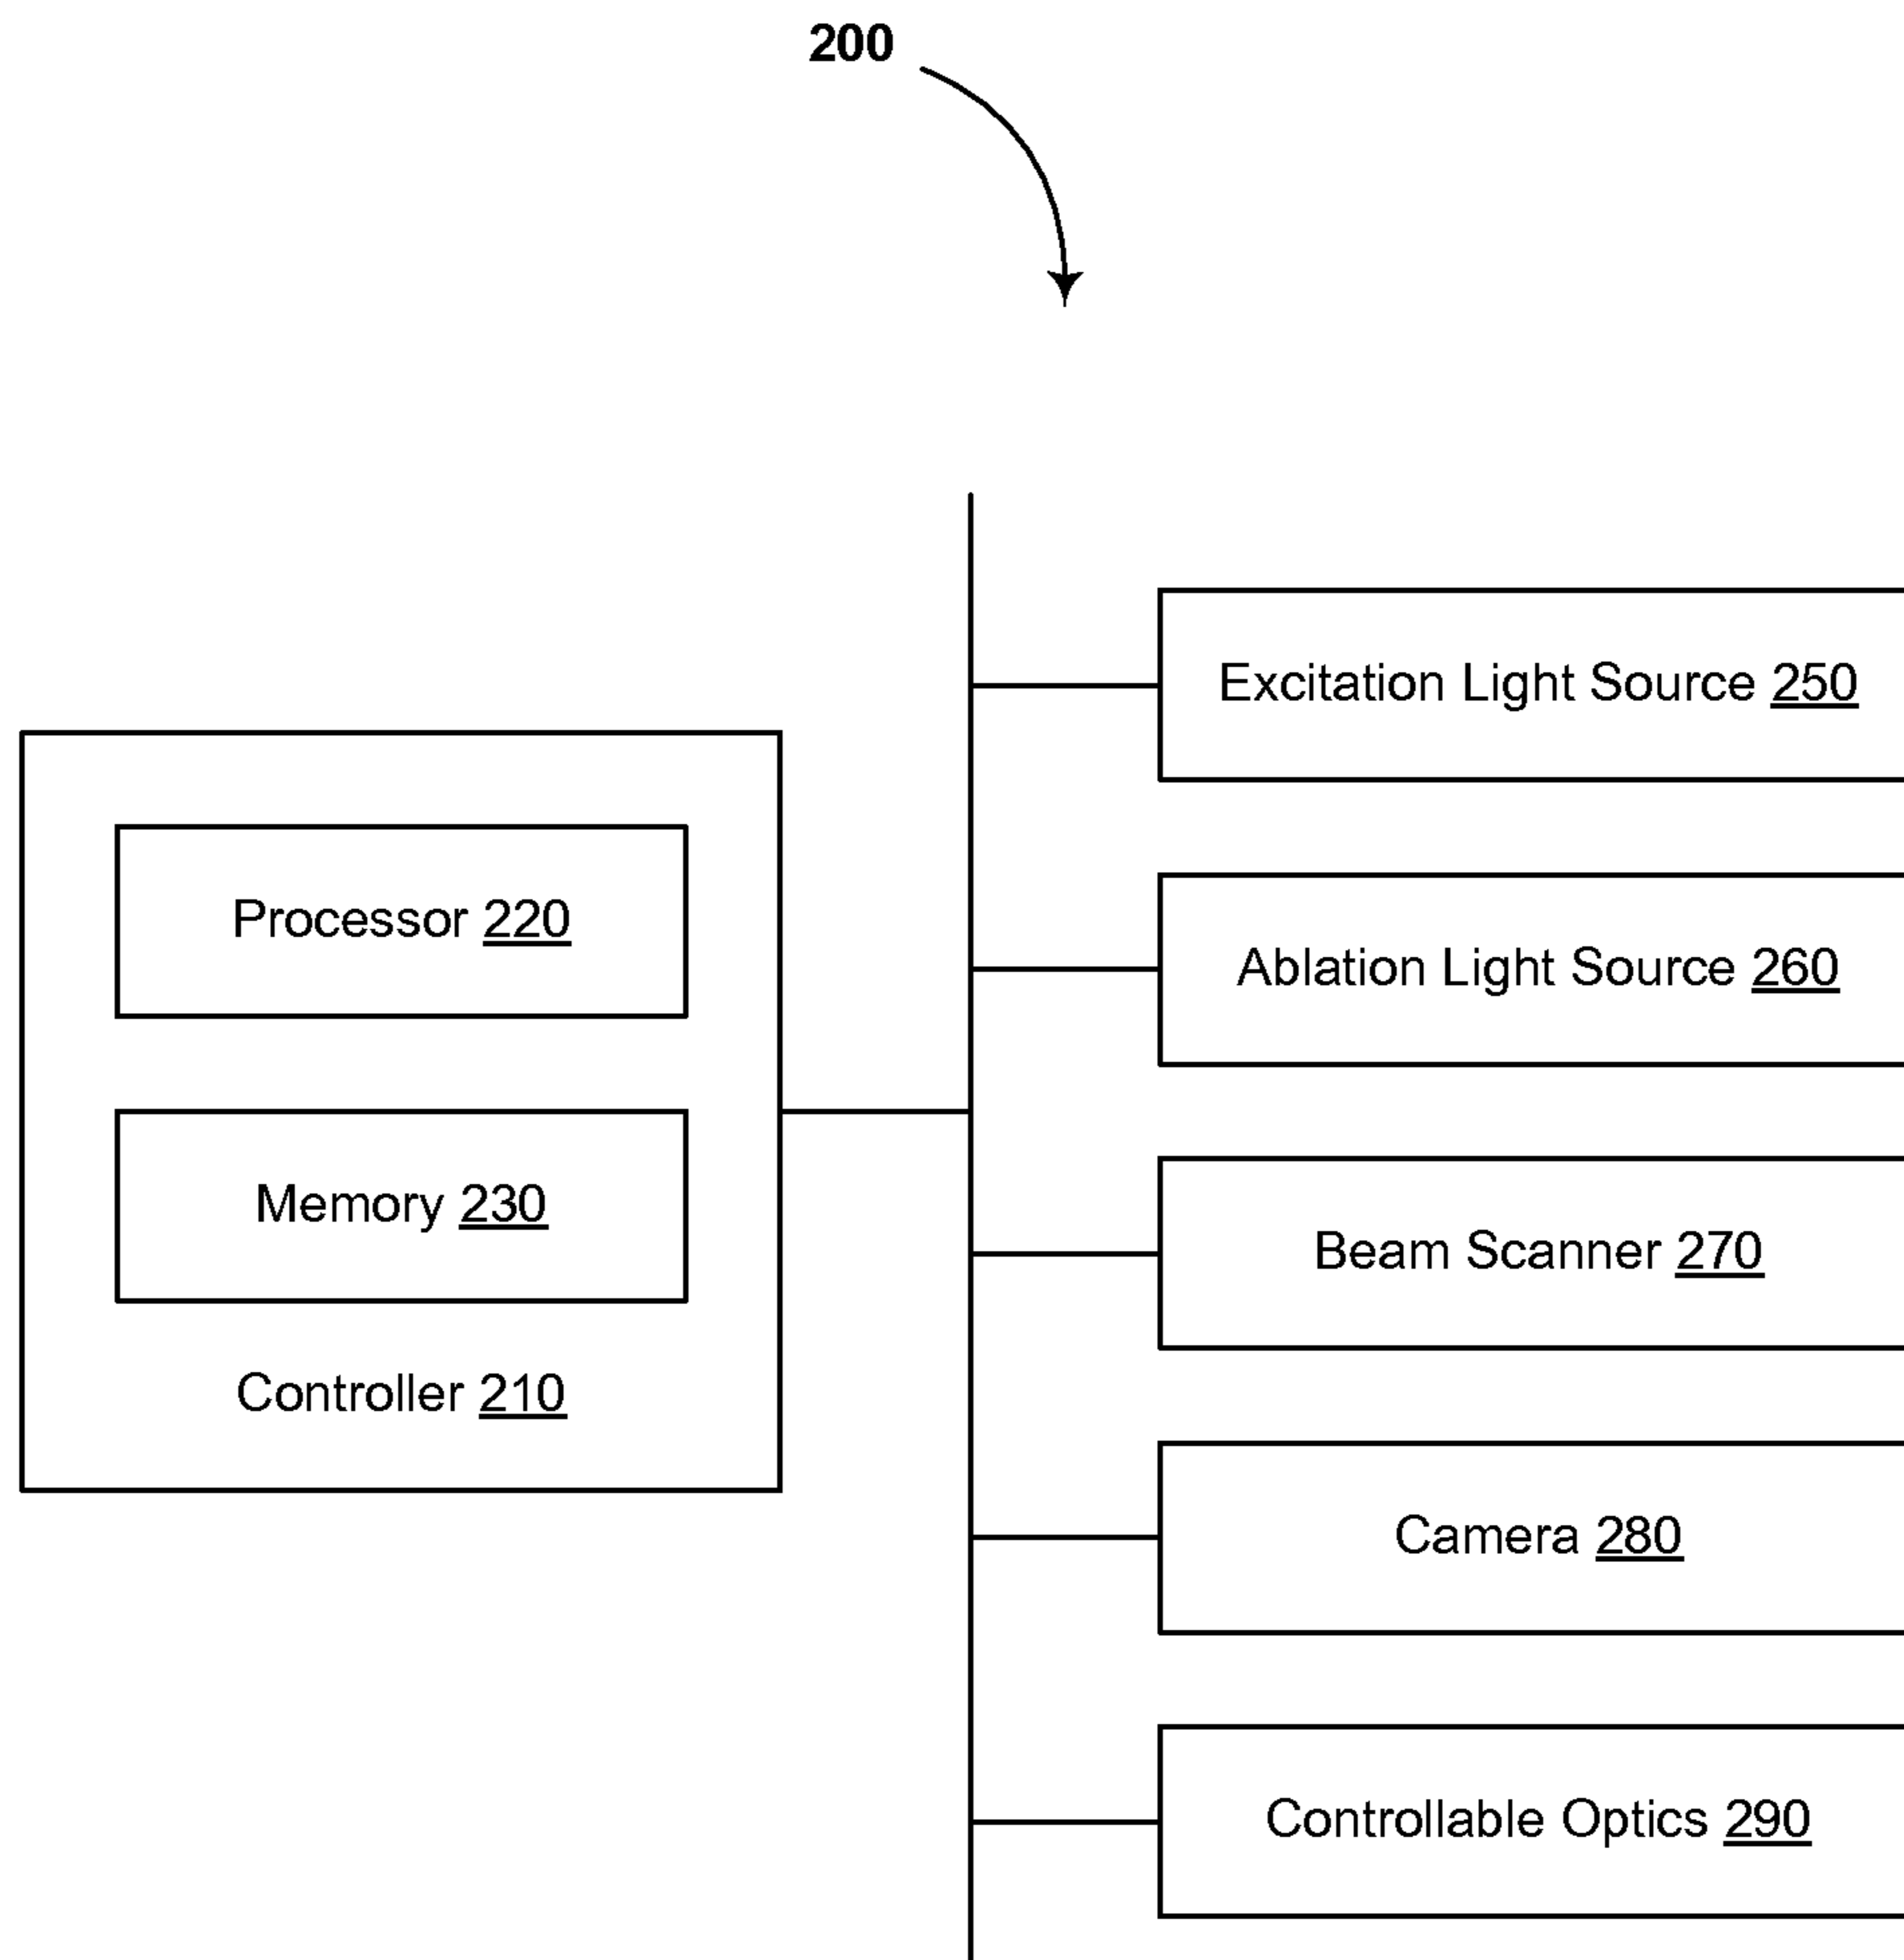 200
Excitation Light Source 250
Processor 220
Ablation Light Source 260
Memory 230
Beam Scanner 270
Controller 210
Camera 280
Controllable Optics 290